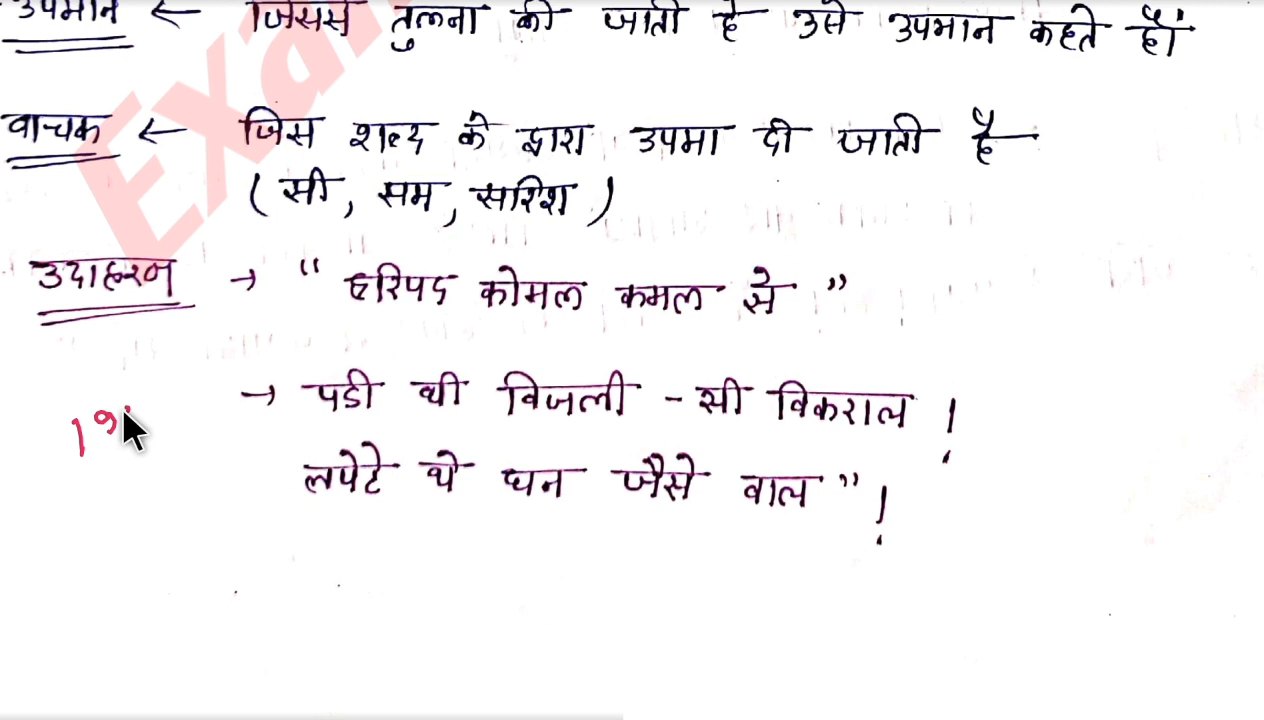 उपमान ← जिससे तुलना की जाती है उसे उपमान कहते हैं।
वाचक ← जिस शब्द के द्वारा उपमा दी जाती है
(सी, सम, सरिश)
उदाहरण → "हरिपद कोमल कमल से"
→ पडी थी विजली - सी विकराल !
लपेटे थे घन जैसे वाल" !
Exa